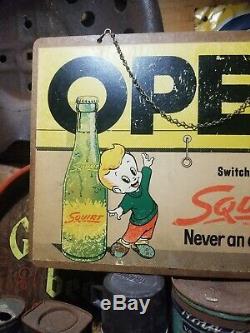 OPE
SQUIRT
Switch
SQU
Never an